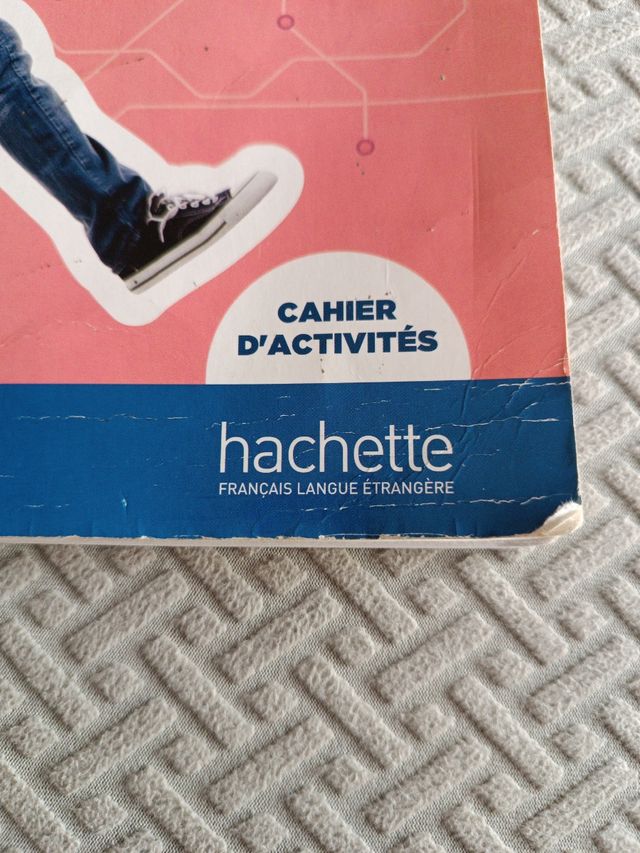 CAHIER
D'ACTIVITÉS
hachette
FRANÇAIS LANGUE ÉTRANGÈRE